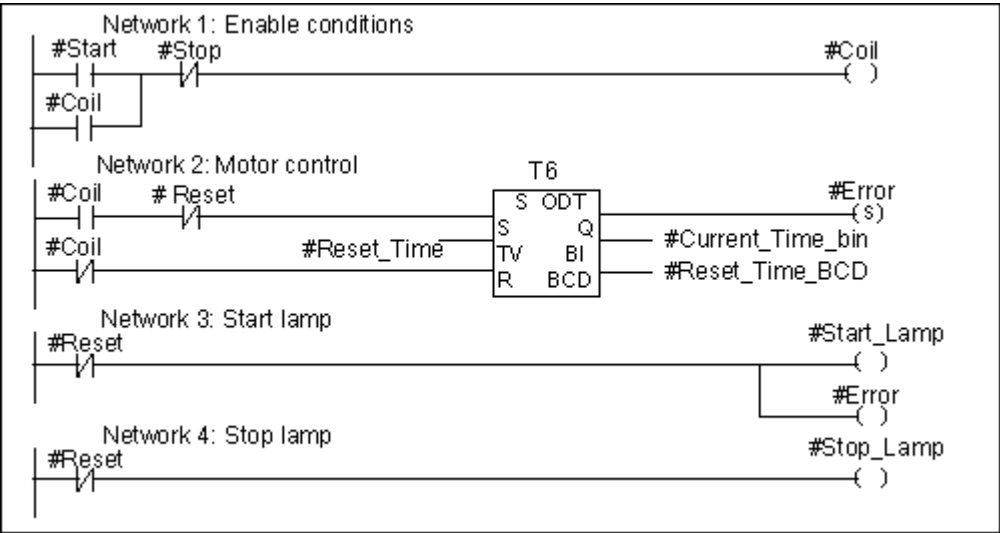 Network 1: Enable conditions
#Start #Stop #Coil
#Coil
Network 2: Motor control
T6
#Coil # Reset #Error
S ODT (S)
S Q
#Coil #Reset_Time TV BI #Current_Time_bin
R BCD #Reset_Time_BCD
Network 3: Start lamp
#Reset #Start_Lamp
#Error
Network 4: Stop lamp
#Reset #Stop_Lamp